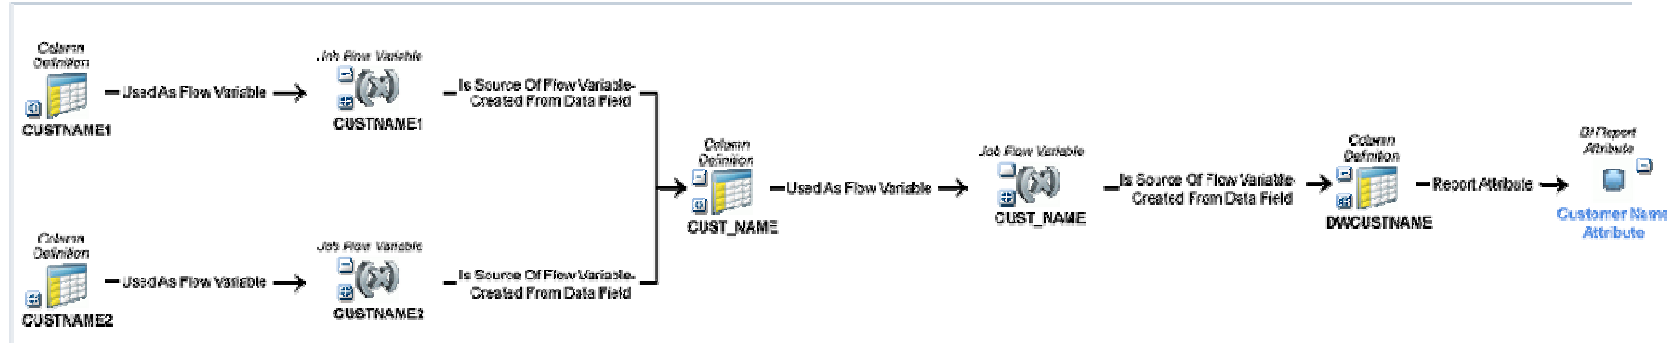 Column
Definition
CUSTNAME1
Used As Flow Variable
Job Flow Variable
CUSTNAME1
Is Source Of Flow Variable-
Created From Data Field
Column
Definition
CUSTNAME2
Used As Flow Variable
Job Flow Variable
CUSTNAME2
Is Source Of Flow Variable-
Created From Data Field
Column
Definition
CUST_NAME
Used As Flow Variable
Job Flow Variable
CUST_NAME
Is Source Of Flow Variable-
Created From Data Field
Column
Definition
DWCUSTNAME
Report Attribute
BI Report
Attribute
Customer Name
Attribute